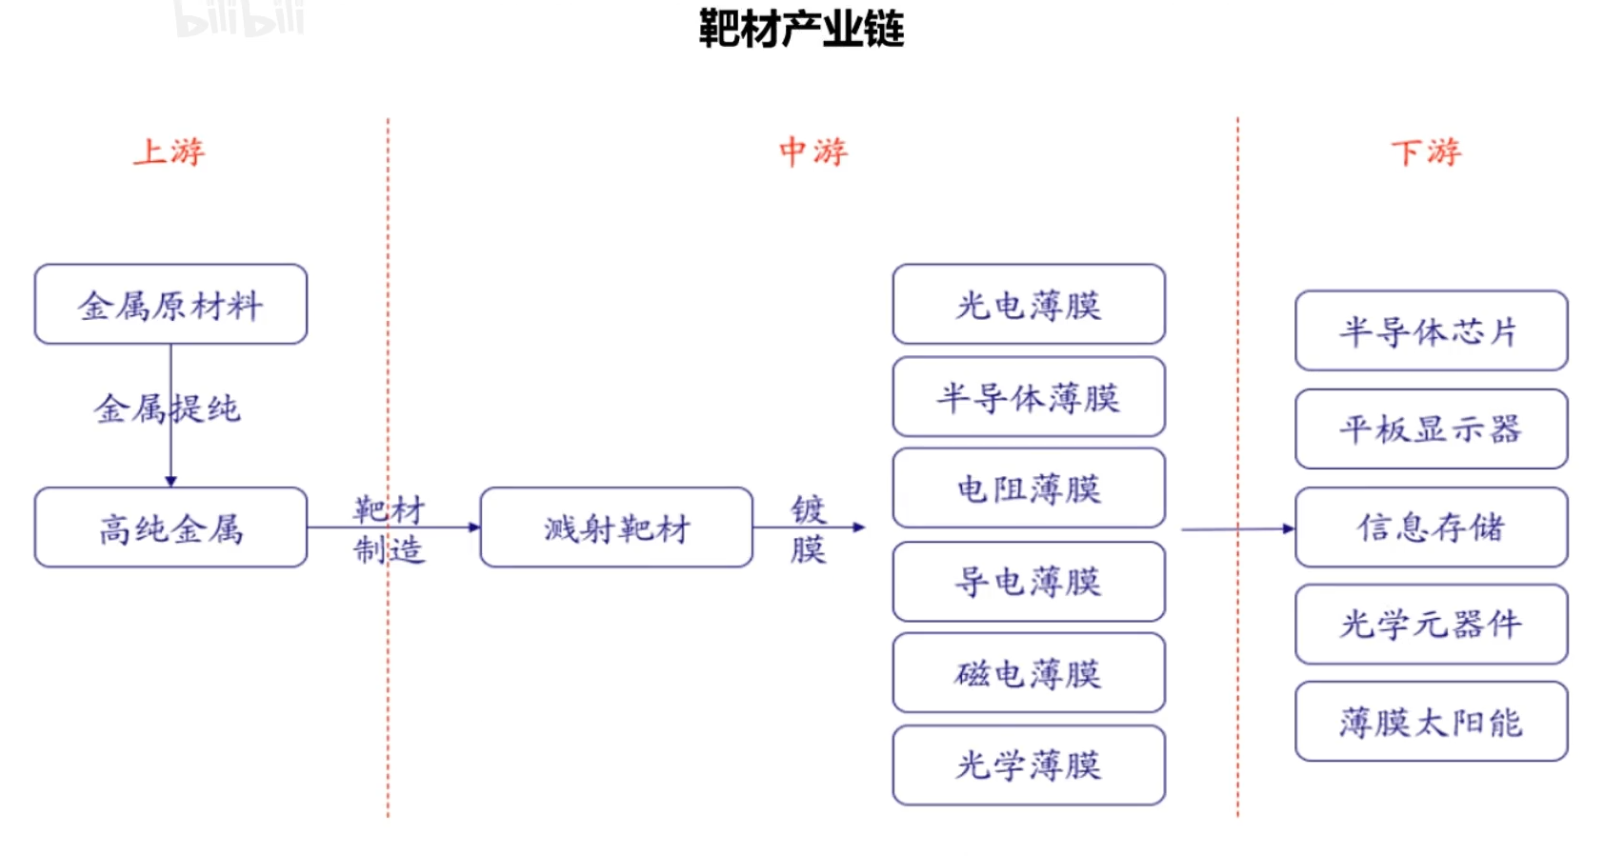 bilibili
靶材产业链
上游
中游
下游
金属原材料
金属提纯
高纯金属
靶材
制造
溅射靶材
镀
膜
光电薄膜
半导体薄膜
电阻薄膜
导电薄膜
磁电薄膜
光学薄膜
半导体芯片
平板显示器
信息存储
光学元器件
薄膜太阳能